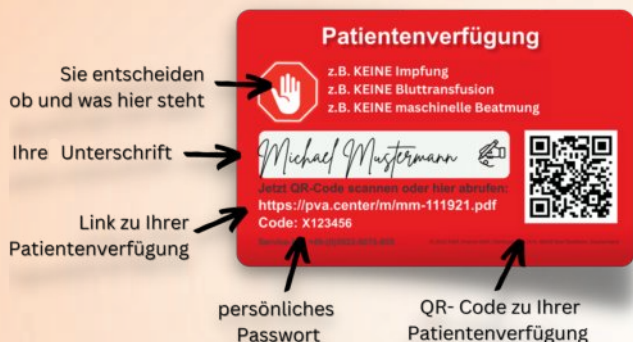 Patientenverfügung
z.B. KEINE Impfung
z.B. KEINE Bluttransfusion
z.B. KEINE maschinelle Beatmung
Sie entscheiden
ob und was hier steht
Ihre Unterschrift
Michael Mustermann
Jetzt QR-Code scannen oder hier abrufen:
https://pva.center/m/mm-111921.pdf
Code: X123456
Link zu Ihrer
Patientenverfügung
persönliches
Passwort
QR- Code zu Ihrer
Patientenverfügung